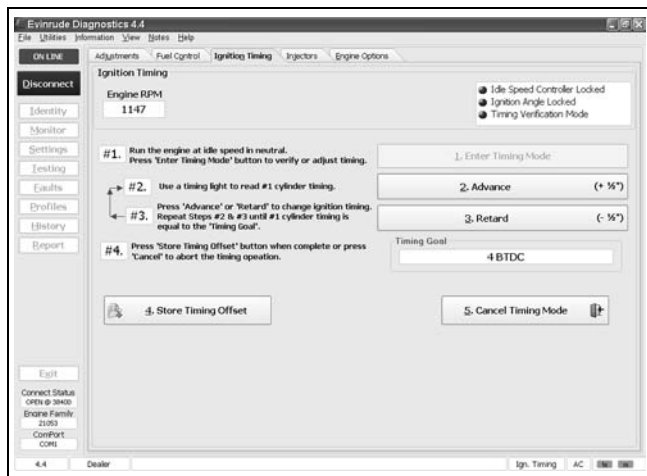 Evinrude Diagnostics 4.4
File Utilities Information View Notes Help
ON LINE
Disconnect
Identity
Monitor
Settings
Testing
Faults
Profiles
History
Report
Exit
Connect Status
OPEN @ 38400
Engine Family
21053
ComPort
COM1
Adjustments Fuel Control Ignition Timing Injectors Engine Options
Ignition Timing
Engine RPM
1147
Idle Speed Controller Locked
Ignition Angle Locked
Timing Verification Mode
#1. Run the engine at idle speed in neutral.
Press 'Enter Timing Mode' button to verify or adjust timing.
#2. Use a timing light to read #1 cylinder timing.
#3. Press 'Advance' or 'Retard' to change ignition timing.
Repeat Steps #2 & #3 until #1 cylinder timing is
equal to the 'Timing Goal'.
#4. Press 'Store Timing Offset' button when complete or press
'Cancel' to abort the timing opeation.
1. Enter Timing Mode
2. Advance (+ ½°)
3. Retard (- ½°)
Timing Goal
4 BTDC
4. Store Timing Offset
5. Cancel Timing Mode
4.4 Dealer Ign. Timing AC